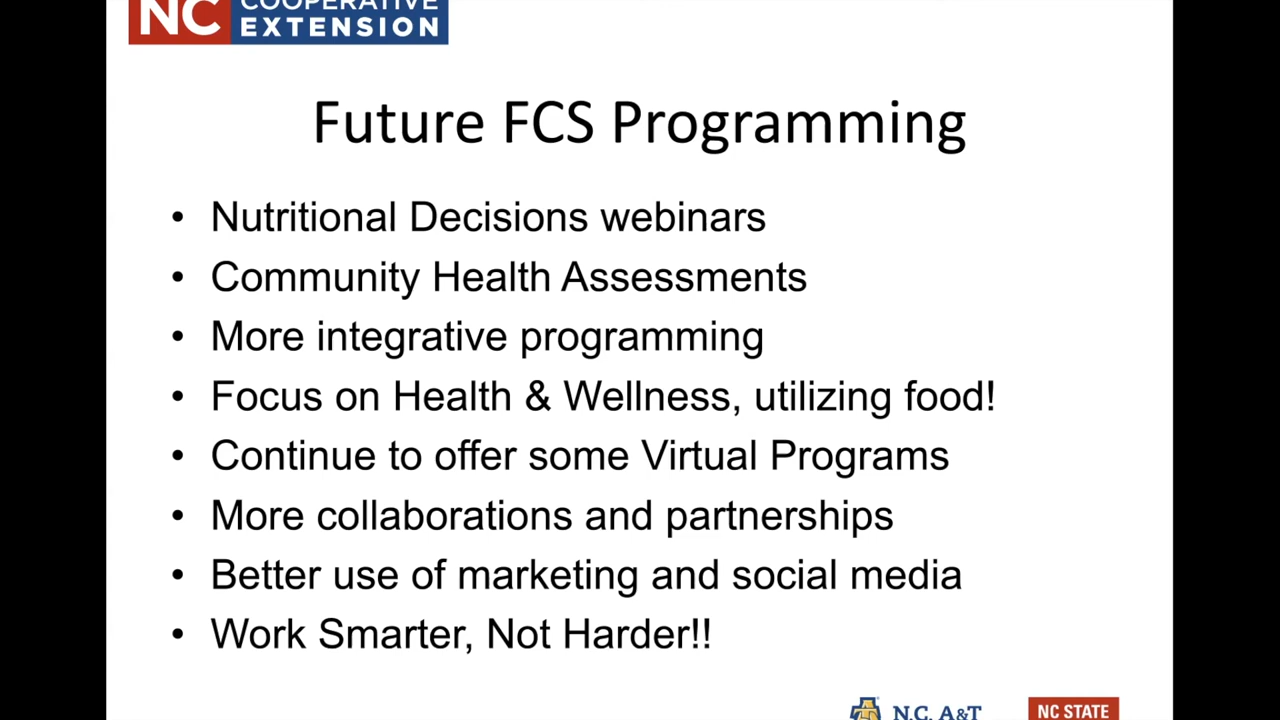 NC COOPERATIVE
EXTENSION
Future FCS Programming
• Nutritional Decisions webinars
• Community Health Assessments
• More integrative programming
• Focus on Health & Wellness, utilizing food!
• Continue to offer some Virtual Programs
• More collaborations and partnerships
• Better use of marketing and social media
• Work Smarter, Not Harder!!
N.C. A&T
NC STATE